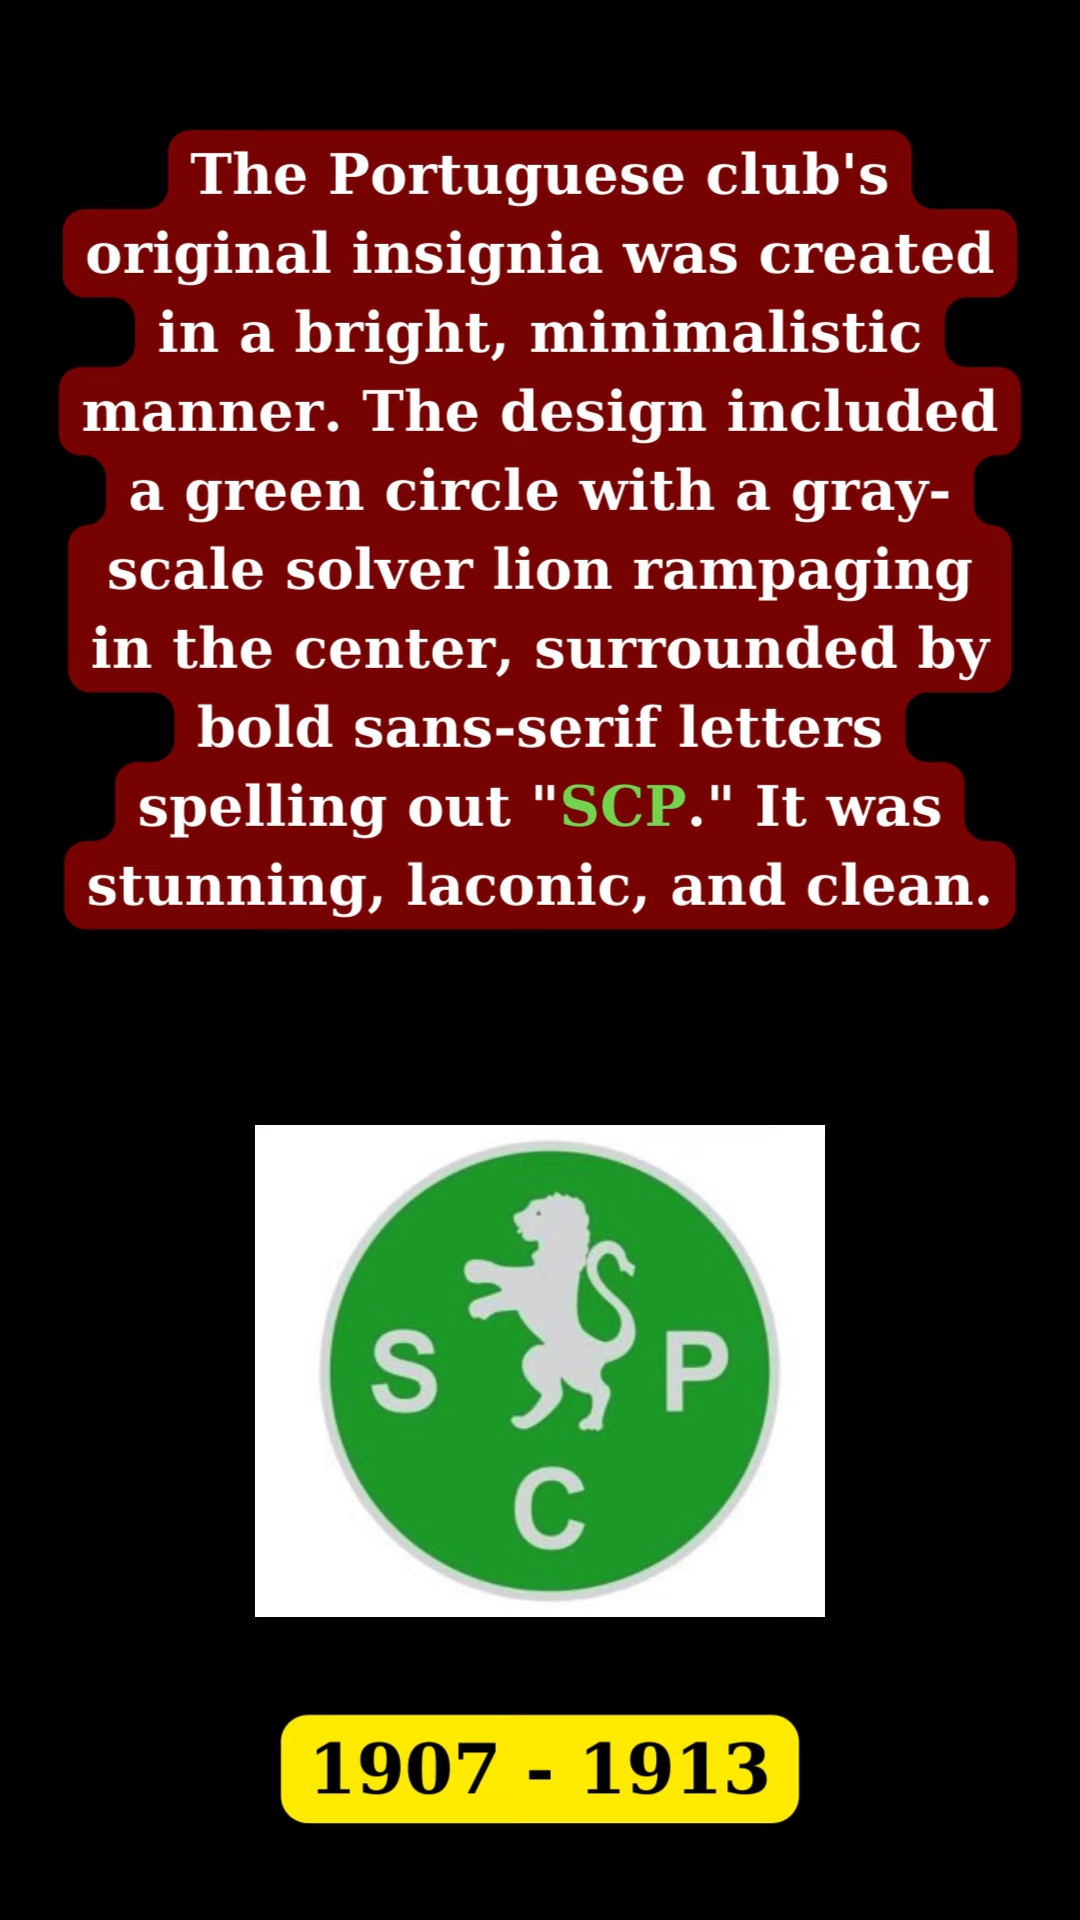 The Portuguese club's
original insignia was created
in a bright, minimalistic
manner. The design included
a green circle with a gray-
scale solver lion rampaging
in the center, surrounded by
bold sans-serif letters
spelling out "SCP." It was
stunning, laconic, and clean.
S P
C
1907 - 1913